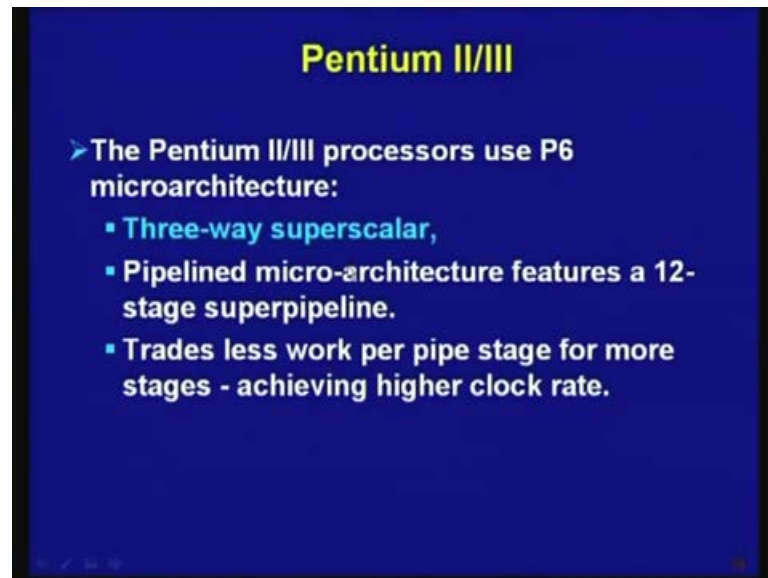 Pentium II/III
➢The Pentium II/III processors use P6
microarchitecture:
▪ Three-way superscalar,
▪ Pipelined micro-architecture features a 12-
stage superpipeline.
▪ Trades less work per pipe stage for more
stages - achieving higher clock rate.